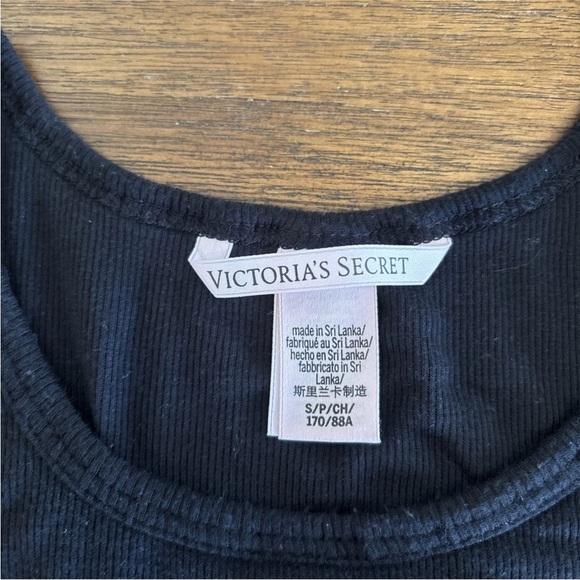 VICTORIA'S SECRET
made in Sri Lanka/
fabriqué au Sri Lanka/
hecho en Sri Lanka/
fabbricato in Sri
Lanka/
斯里兰卡制造
S/P/CH/
170/88A